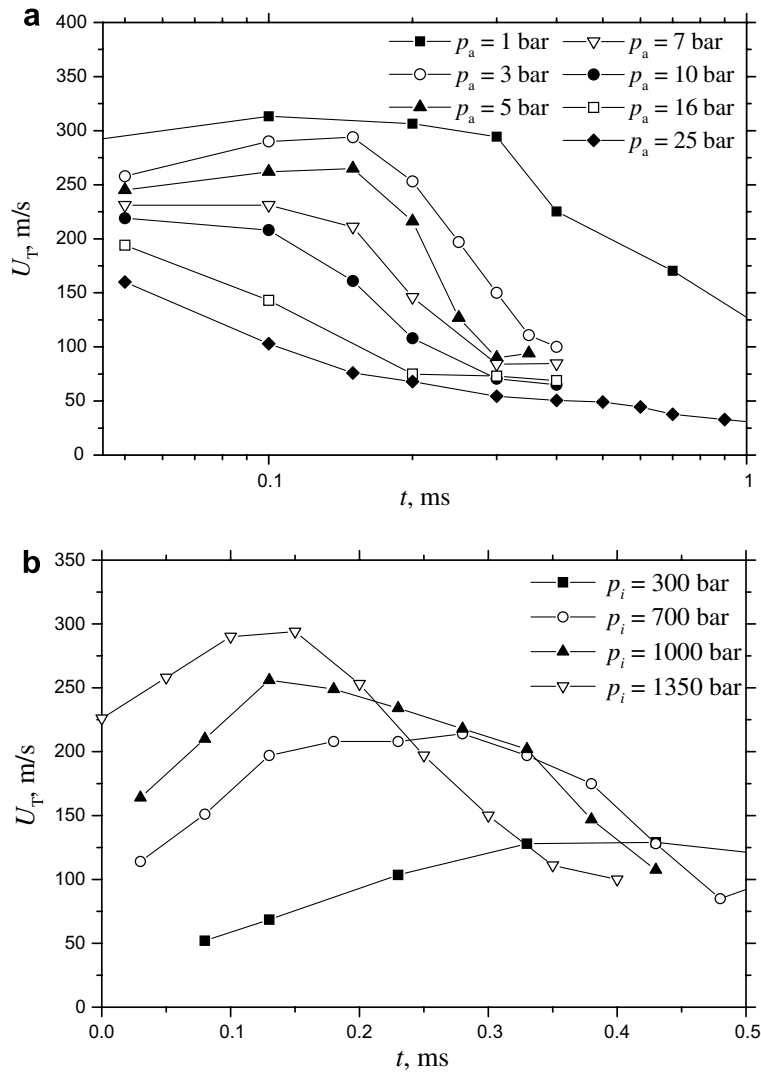 a
400
350
300
250
200
150
100
50
0
U_T, m/s
p_a = 1 bar
p_a = 3 bar
p_a = 5 bar
p_a = 7 bar
p_a = 10 bar
p_a = 16 bar
p_a = 25 bar
0.1
1
t, ms
b
350
300
250
200
150
100
50
0
U_T, m/s
p_i = 300 bar
p_i = 700 bar
p_i = 1000 bar
p_i = 1350 bar
0.0
0.1
0.2
0.3
0.4
0.5
t, ms